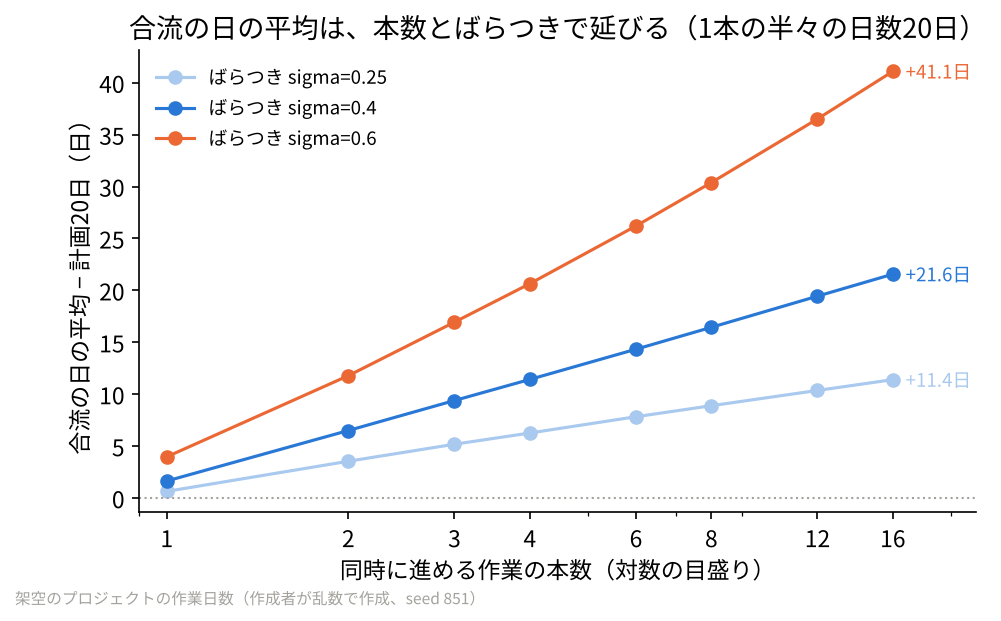 合流の日の平均は、本数とばらつきで延びる（1本の半々の日数20日）
合流の日の平均 − 計画20日 （日）
40
35
30
25
20
15
10
5
0
ばらつき sigma=0.25
ばらつき sigma=0.4
ばらつき sigma=0.6
+41.1日
+21.6日
+11.4日
1 2 3 4 6 8 12 16
同時に進める作業の本数（対数の目盛り）
架空のプロジェクトの作業日数（作成者が乱数で作成、seed 851）